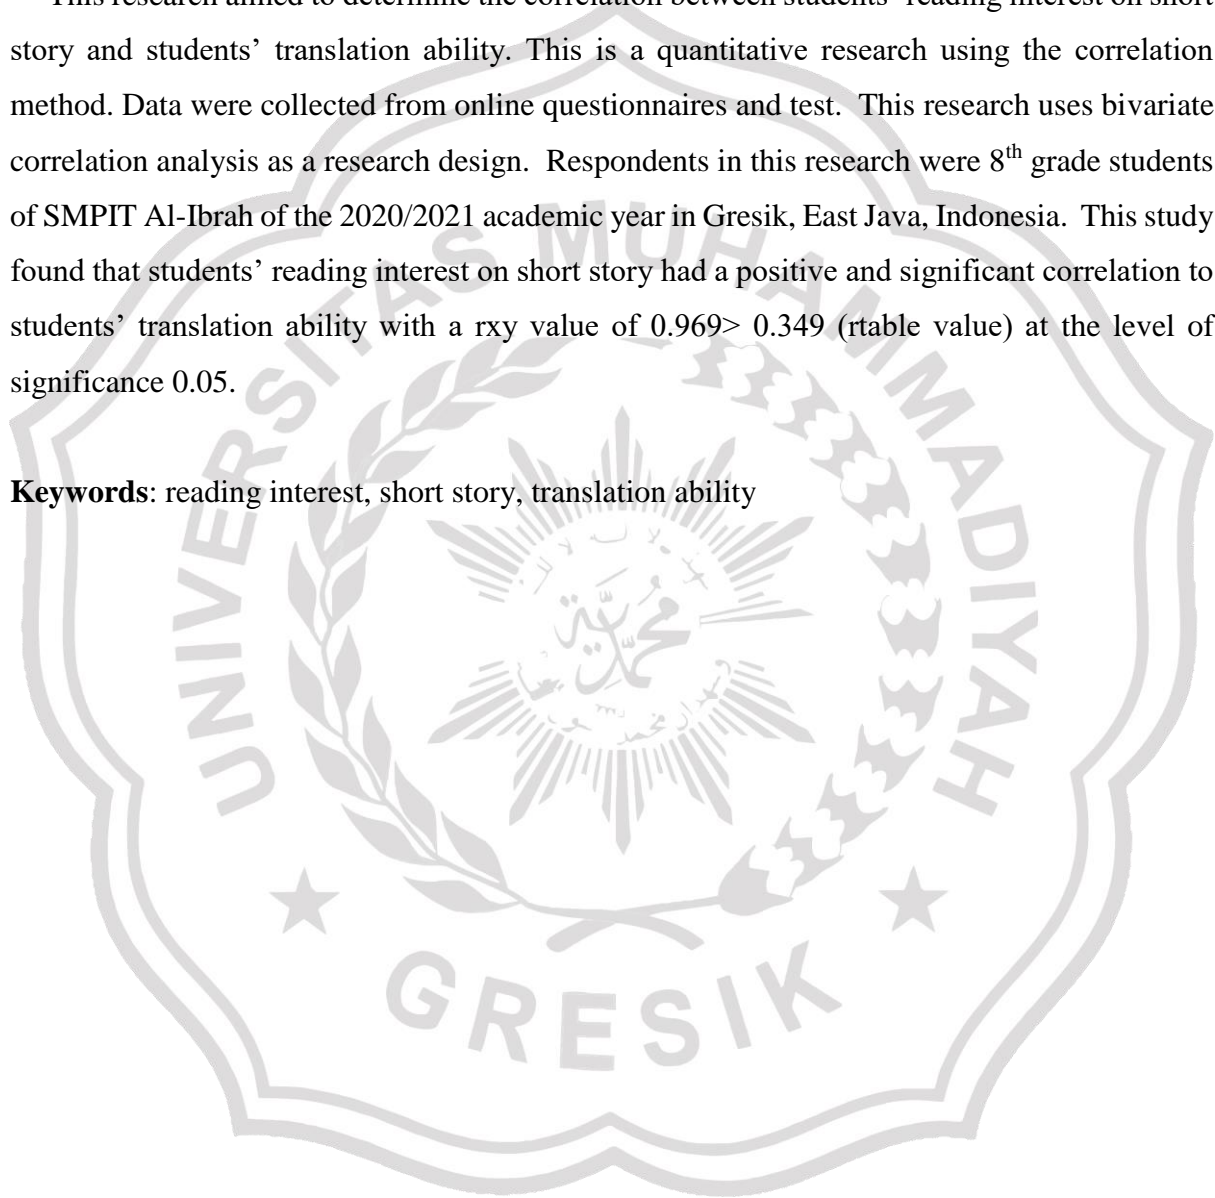 This research aimed to determine the correlation between students' reading interest on short
story and students’ translation ability. This is a quantitative research using the correlation
method. Data were collected from online questionnaires and test. This research uses bivariate
correlation analysis as a research design. Respondents in this research were 8th grade students
of SMPIT Al-Ibrah of the 2020/2021 academic year in Gresik, East Java, Indonesia. This study
found that students’ reading interest on short story had a positive and significant correlation to
students’ translation ability with a rxy value of 0.969> 0.349 (rtable value) at the level of
significance 0.05.
Keywords: reading interest, short story, translation ability
UNIVERSITAS MUHAMMADIYAH
محمدية
GRESIK